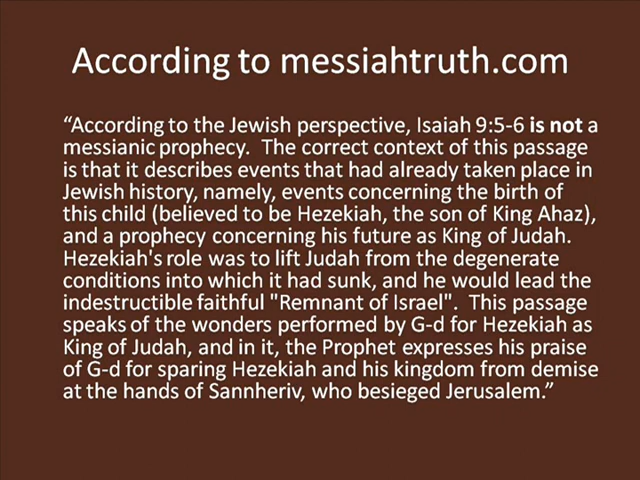 According to messiahtruth.com
“According to the Jewish perspective, Isaiah 9:5-6 is not a
messianic prophecy.  The correct context of this passage
is that it describes events that had already taken place in
Jewish history, namely, events concerning the birth of
this child (believed to be Hezekiah, the son of King Ahaz),
and a prophecy concerning his future as King of Judah.
Hezekiah's role was to lift Judah from the degenerate
conditions into which it had sunk, and he would lead the
indestructible faithful "Remnant of Israel".  This passage
speaks of the wonders performed by G-d for Hezekiah as
King of Judah, and in it, the Prophet expresses his praise
of G-d for sparing Hezekiah and his kingdom from demise
at the hands of Sannheriv, who besieged Jerusalem.”